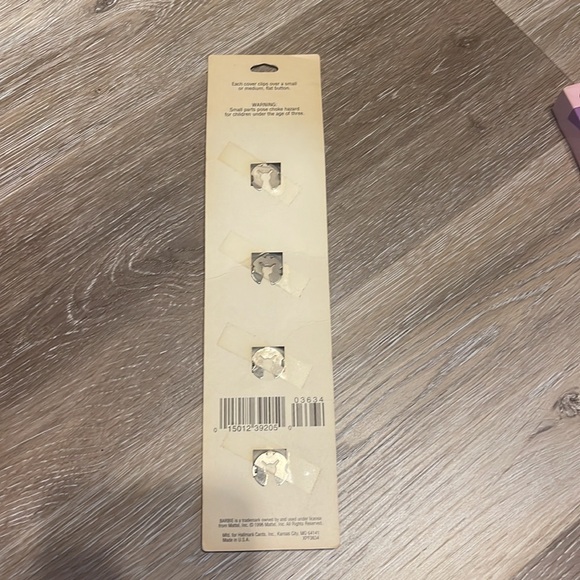 Each cover clips over a small
or medium, flat button.
WARNING:
Small parts pose choke hazard
for children under the age of three.
03634
0 15012 39205 0
BARBIE is a trademark owned by and used under license
from Mattel, Inc. © 1996 Mattel, Inc. All Rights Reserved.
Mfd. for Hallmark Cards, Inc., Kansas City, MO 64141
Made in U.S.A.